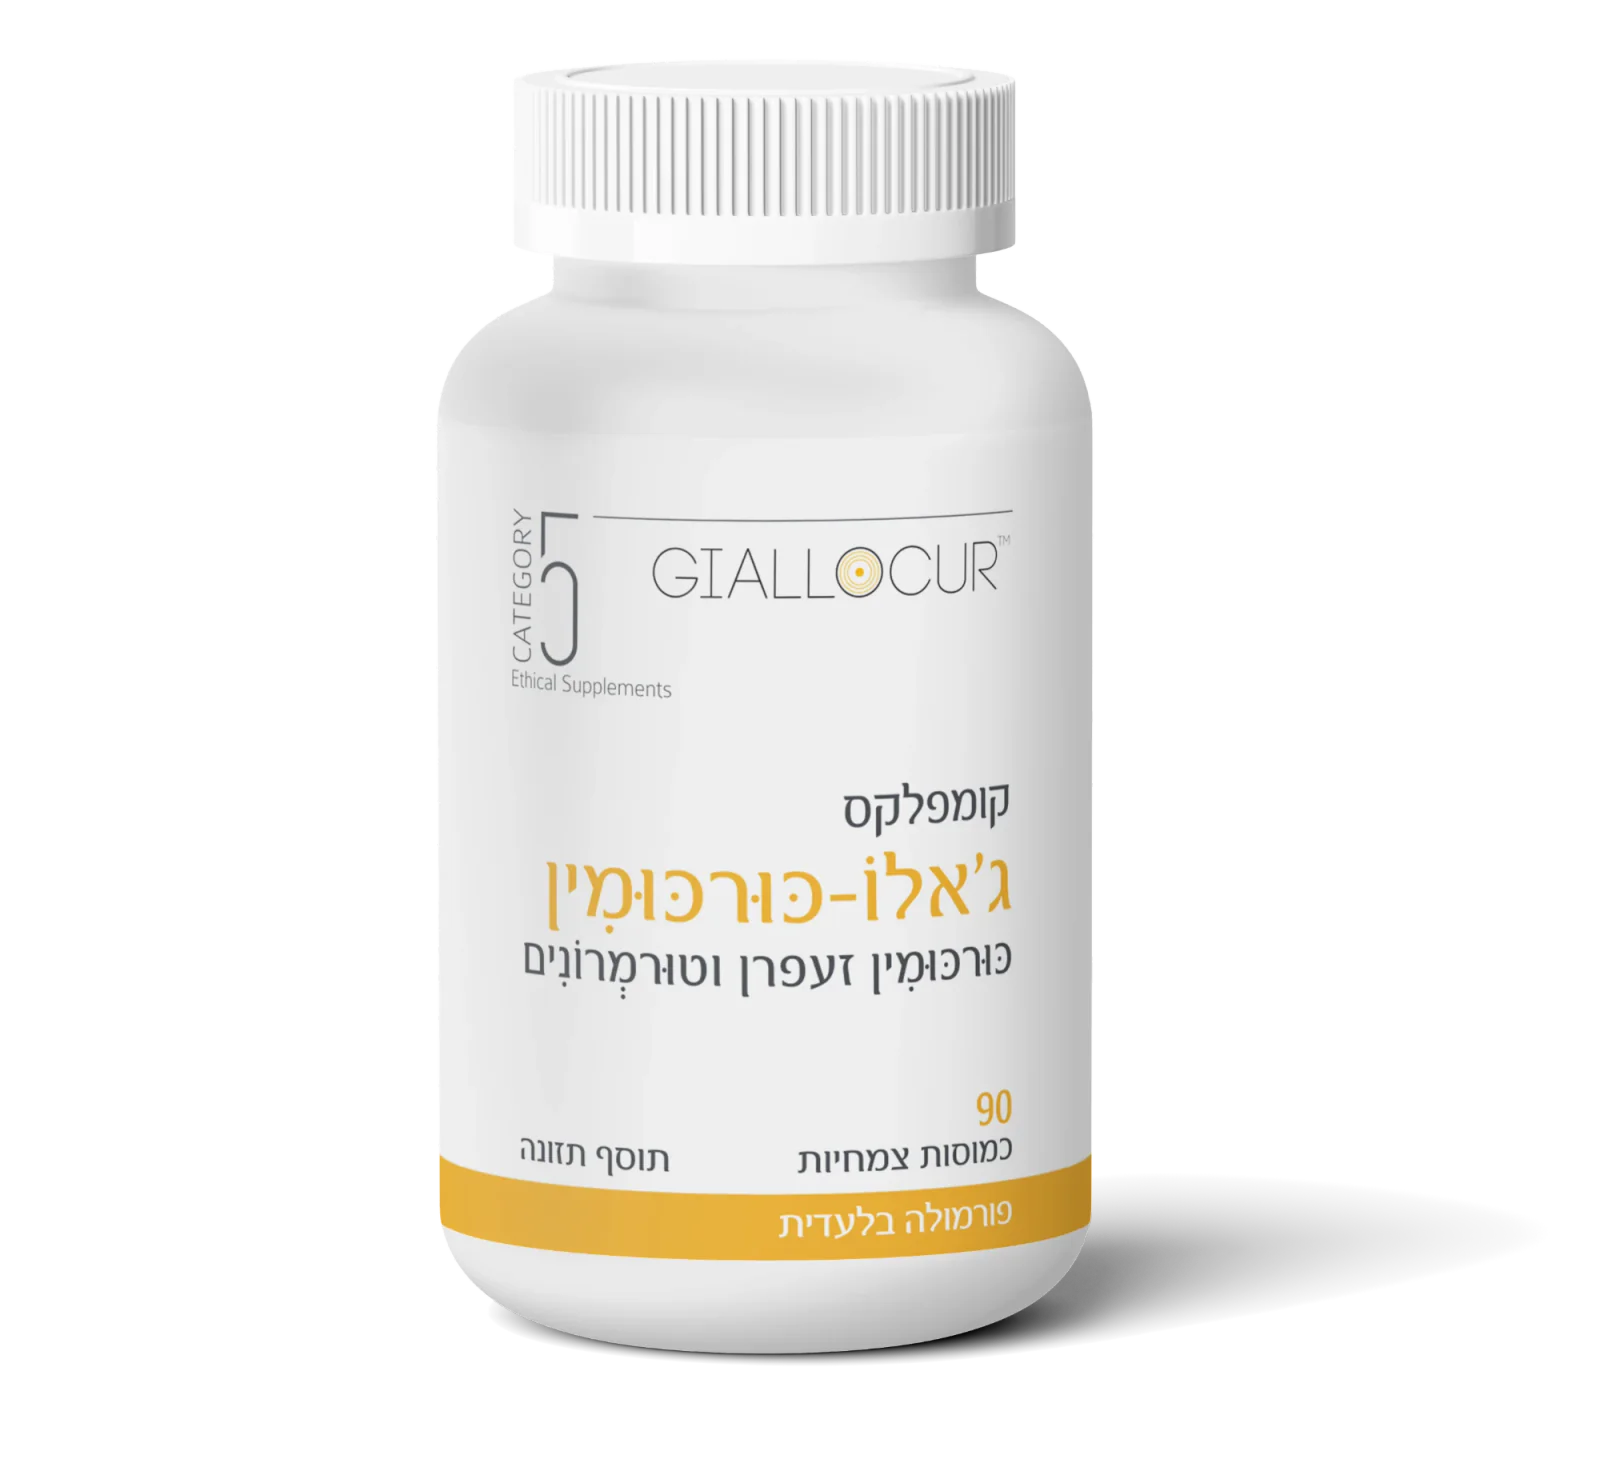 CATEGORY 5
Ethical Supplements
GIALLOCUR™
קומפלקס
ג'אלוֹ-כּוּרכּוּמִין
כּוּרכּוּמִין זעפרן וטוּרמְרוֹנִים
90
כמוסות צמחיות
תוסף תזונה
פורמולה בלעדית